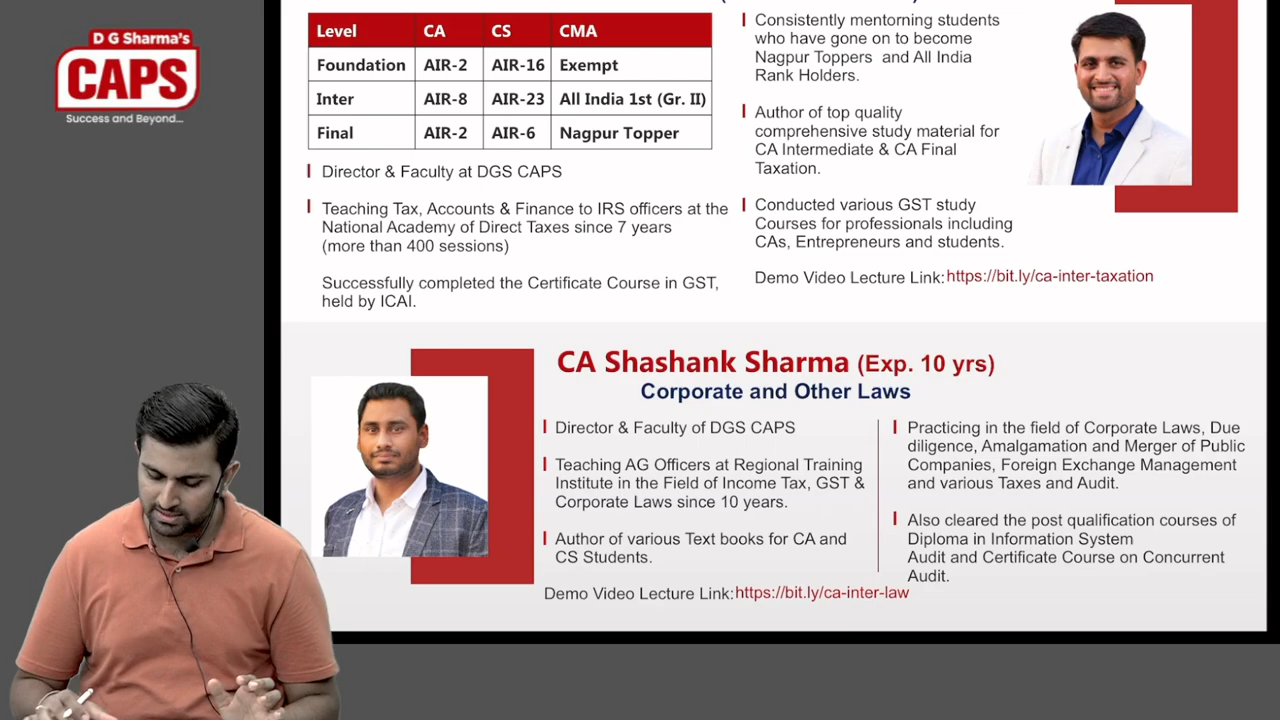 D G Sharma's
CAPS
Success and Beyond...
Level CA CS CMA
Foundation AIR-2 AIR-16 Exempt
Inter AIR-8 AIR-23 All India 1st (Gr. II)
Final AIR-2 AIR-6 Nagpur Topper
Director & Faculty at DGS CAPS
Teaching Tax, Accounts & Finance to IRS officers at the
National Academy of Direct Taxes since 7 years
(more than 400 sessions)
Successfully completed the Certificate Course in GST,
held by ICAI.
Consistently mentorning students
who have gone on to become
Nagpur Toppers and All India
Rank Holders.
Author of top quality
comprehensive study material for
CA Intermediate & CA Final
Taxation.
Conducted various GST study
Courses for professionals including
CAs, Entrepreneurs and students.
Demo Video Lecture Link: https://bit.ly/ca-inter-taxation
CA Shashank Sharma (Exp. 10 yrs)
Corporate and Other Laws
Director & Faculty of DGS CAPS
Teaching AG Officers at Regional Training
Institute in the Field of Income Tax, GST &
Corporate Laws since 10 years.
Author of various Text books for CA and
CS Students.
Demo Video Lecture Link: https://bit.ly/ca-inter-law
Practicing in the field of Corporate Laws, Due
diligence, Amalgamation and Merger of Public
Companies, Foreign Exchange Management
and various Taxes and Audit.
Also cleared the post qualification courses of
Diploma in Information System
Audit and Certificate Course on Concurrent
Audit.